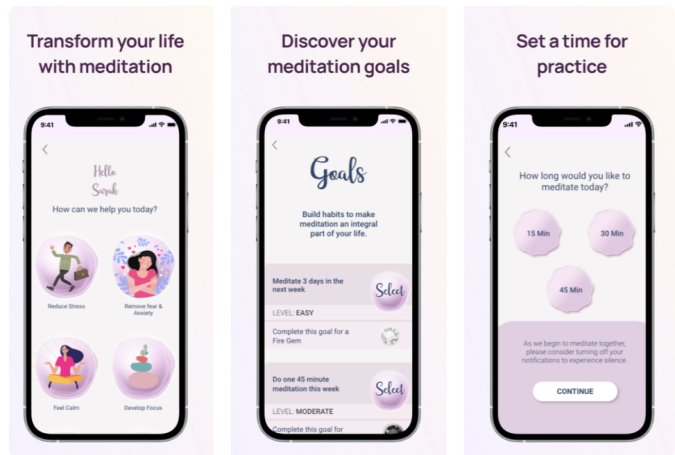 Transform your life
with meditation
9:41
Hello
Sarah
How can we help you today?
Reduce Stress
Remove fear &
Anxiety
Feel Calm
Develop Focus
Discover your
meditation goals
9:41
Goals
Build habits to make
meditation an integral
part of your life.
Meditate 3 days in the
next week
Select
LEVEL: EASY
Complete this goal for a
Fire Gem
Do one 45 minute
meditation this week
Select
LEVEL: MODERATE
Complete this goal for
Set a time for
practice
9:41
How long would you like to
meditate today?
15 Min
30 Min
45 Min
As we begin to meditate together,
please consider turning off your
notifications to experience silence.
CONTINUE